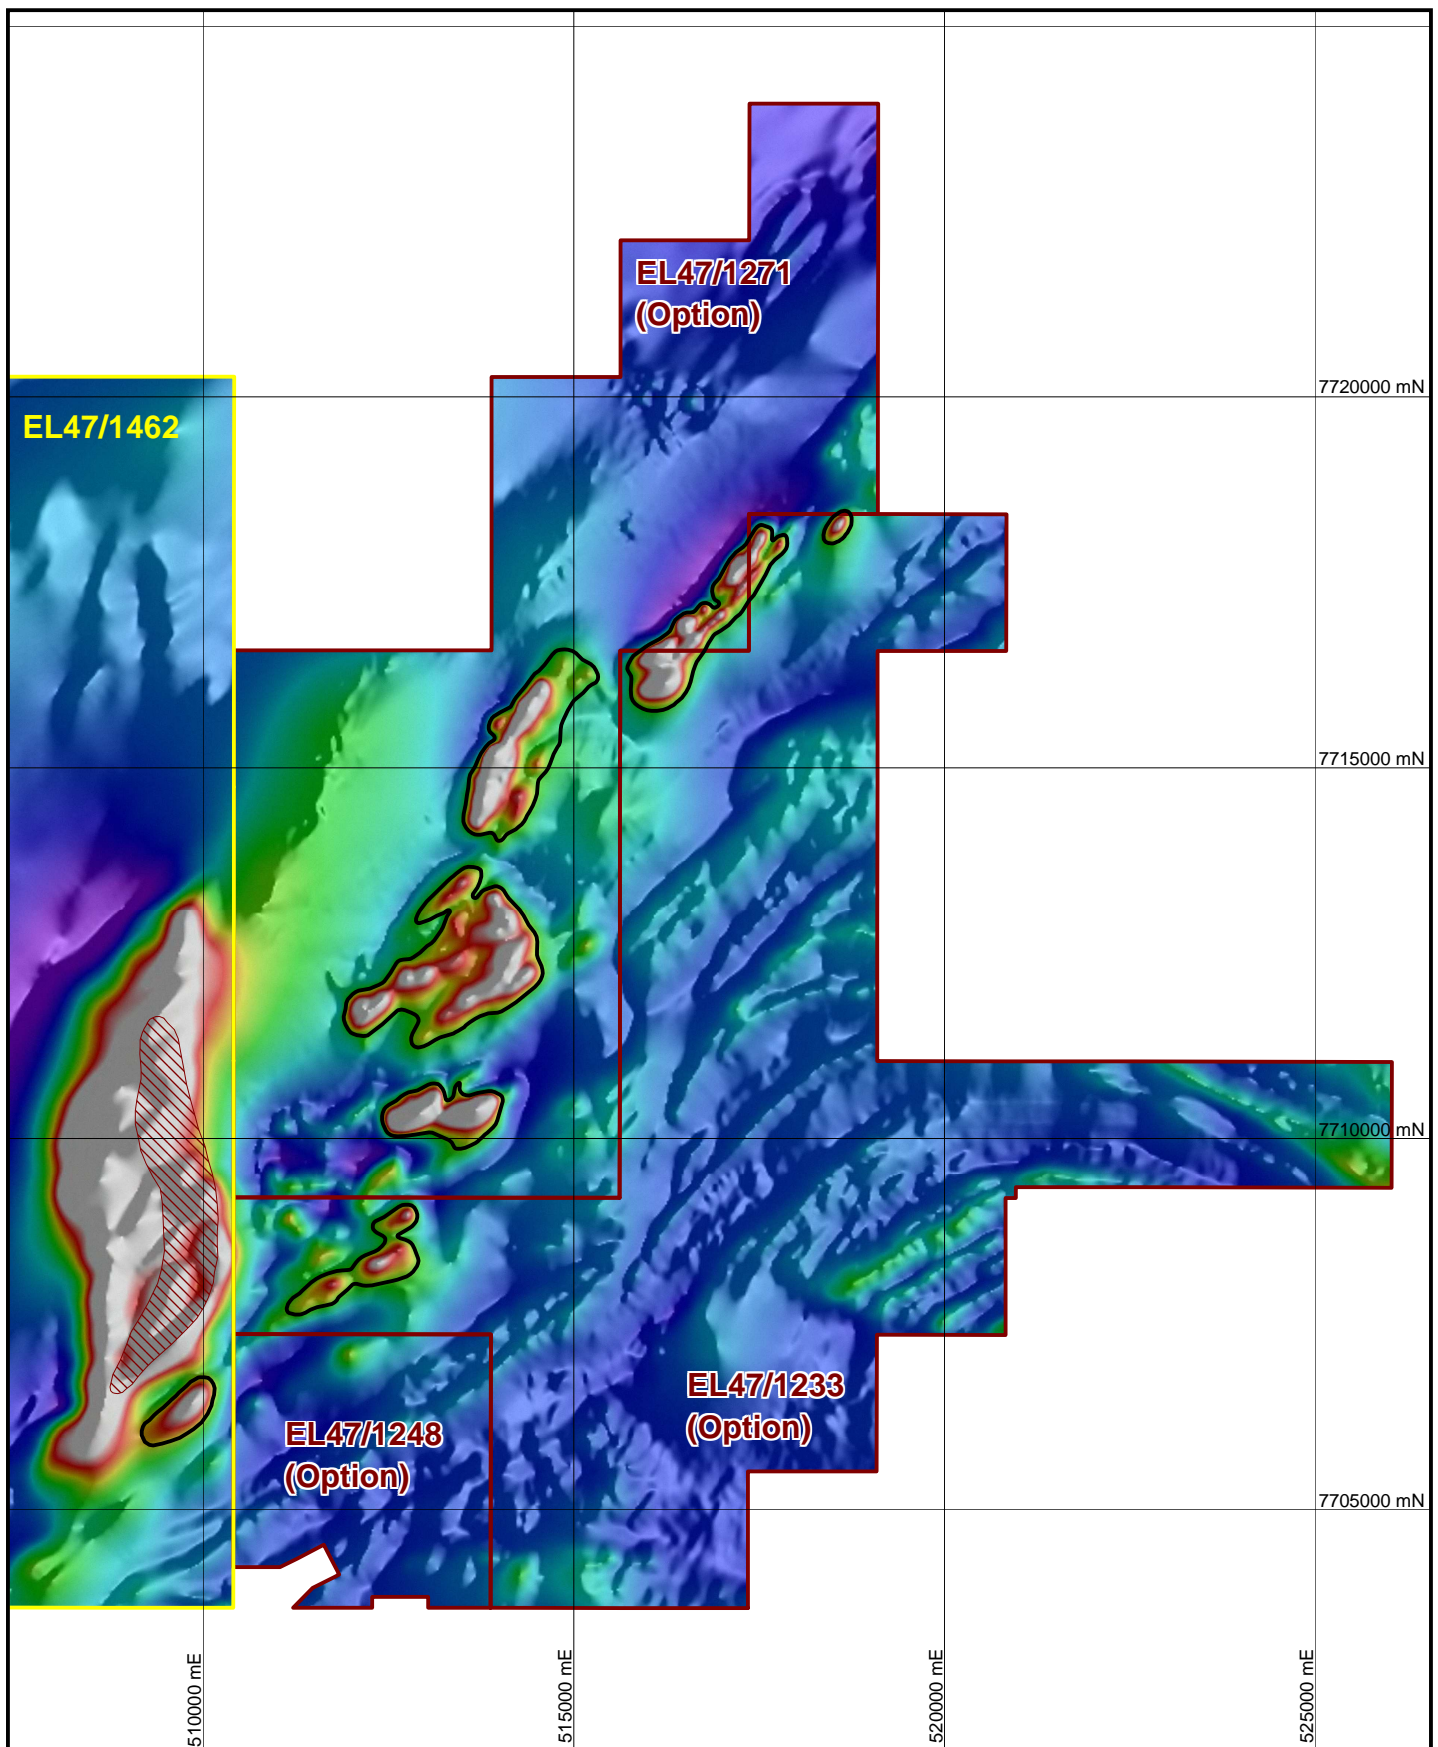 EL47/1271
(Option)
7720000 mN
EL47/1462
7715000 mN
7710000 mN
EL47/1233
(Option)
EL47/1248
(Option)
7705000 mN
510000 mE
515000 mE
520000 mE
525000 mE